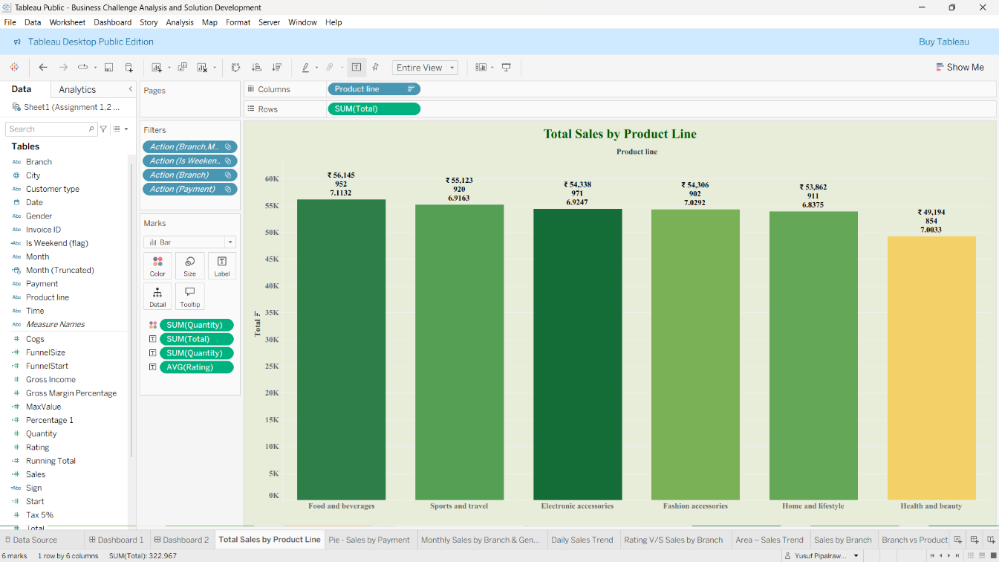 Tableau Public - Business Challenge Analysis and Solution Development
File Data Worksheet Dashboard Story Analysis Map Format Server Window Help
Tableau Desktop Public Edition
Buy Tableau
Entire View
Show Me
Data
Analytics
Sheet1 (Assignment 1,2 ...
Search
Tables
Abc Branch
City
Abc Customer type
Date
Abc Gender
Abc Invoice ID
Abc Is Weekend (flag)
Abc Month
Month (Truncated)
Abc Payment
Abc Product line
Abc Time
Abc Measure Names
# Cogs
# FunnelSize
# FunnelStart
# Gross Income
# Gross Margin Percentage
# MaxValue
# Percentage 1
# Quantity
# Rating
# Running Total
# Sales
Abc Sign
# Start
# Tax 5%
Total
Pages
Filters
Action (Branch,M..
Action (Is Weeken..
Action (Branch)
Action (Payment)
Marks
Bar
Color Size Label
Detail Tooltip
SUM(Quantity)
SUM(Total)
SUM(Quantity)
AVG(Rating)
Columns
Product line
Rows
SUM(Total)
Total Sales by Product Line
Product line
Total
60K
55K
50K
45K
40K
35K
30K
25K
20K
15K
10K
5K
0K
₹ 56,145
952
7.1132
₹ 55,123
920
6.9163
₹ 54,338
971
6.9247
₹ 54,306
902
7.0292
₹ 53,862
911
6.8375
₹ 49,194
854
7.0033
Food and beverages
Sports and travel
Electronic accessories
Fashion accessories
Home and lifestyle
Health and beauty
Data Source
Dashboard 1
Dashboard 2
Total Sales by Product Line
Pie - Sales by Payment
Monthly Sales by Branch & Gen...
Daily Sales Trend
Rating V/S Sales by Branch
Area – Sales Trend
Sales by Branch
Branch vs Product
6 marks 1 row by 6 columns SUM(Total): 322,967
Yusuf Pipalraw...